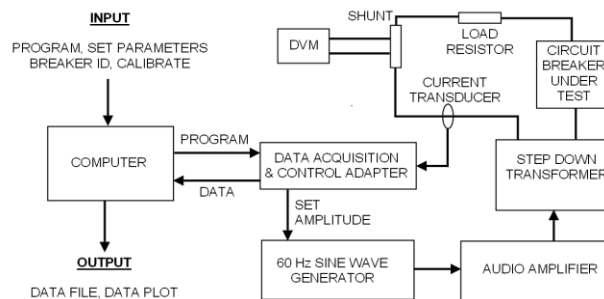 INPUT
PROGRAM, SET PARAMETERS
BREAKER ID, CALIBRATE
COMPUTER
PROGRAM
DATA
OUTPUT
DATA FILE, DATA PLOT
DATA ACQUISITION
& CONTROL ADAPTER
SET
AMPLITUDE
60 Hz SINE WAVE
GENERATOR
AUDIO AMPLIFIER
STEP DOWN
TRANSFORMER
CURRENT
TRANSDUCER
DVM
SHUNT
LOAD
RESISTOR
CIRCUIT
BREAKER
UNDER
TEST